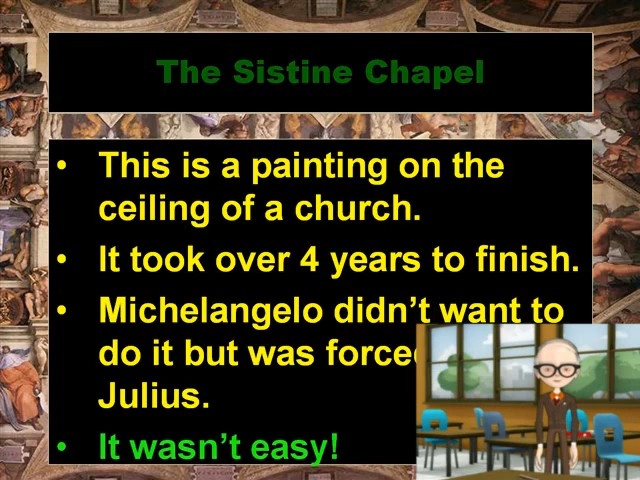 The Sistine Chapel
• This is a painting on the
ceiling of a church.
• It took over 4 years to finish.
• Michelangelo didn't want to
do it but was forced
Julius.
• It wasn't easy!